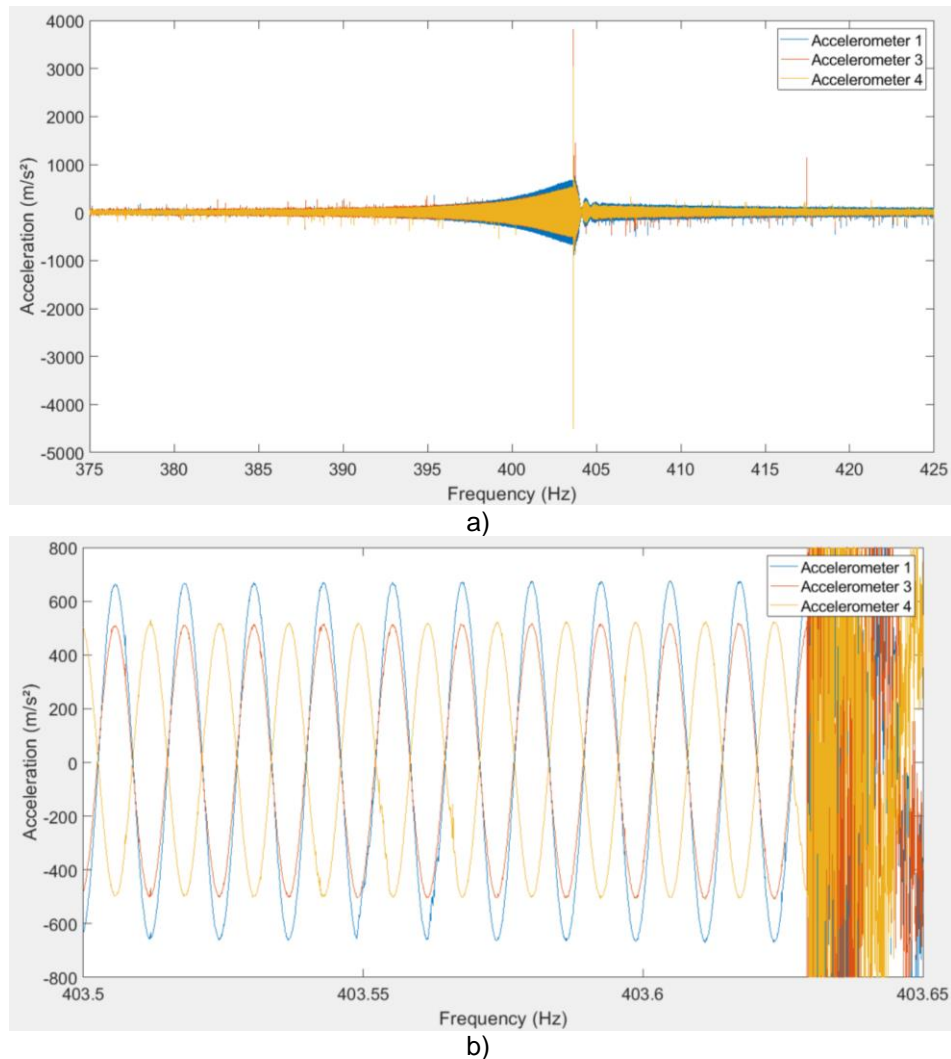 4000
3000
2000
1000
0
-1000
-2000
-3000
-4000
-5000
Acceleration (m/s²)
Accelerometer 1
Accelerometer 3
Accelerometer 4
375 380 385 390 395 400 405 410 415 420 425
Frequency (Hz)
a)
800
600
400
200
0
-200
-400
-600
-800
Acceleration (m/s²)
Accelerometer 1
Accelerometer 3
Accelerometer 4
403.5 403.55 403.6 403.65
Frequency (Hz)
b)